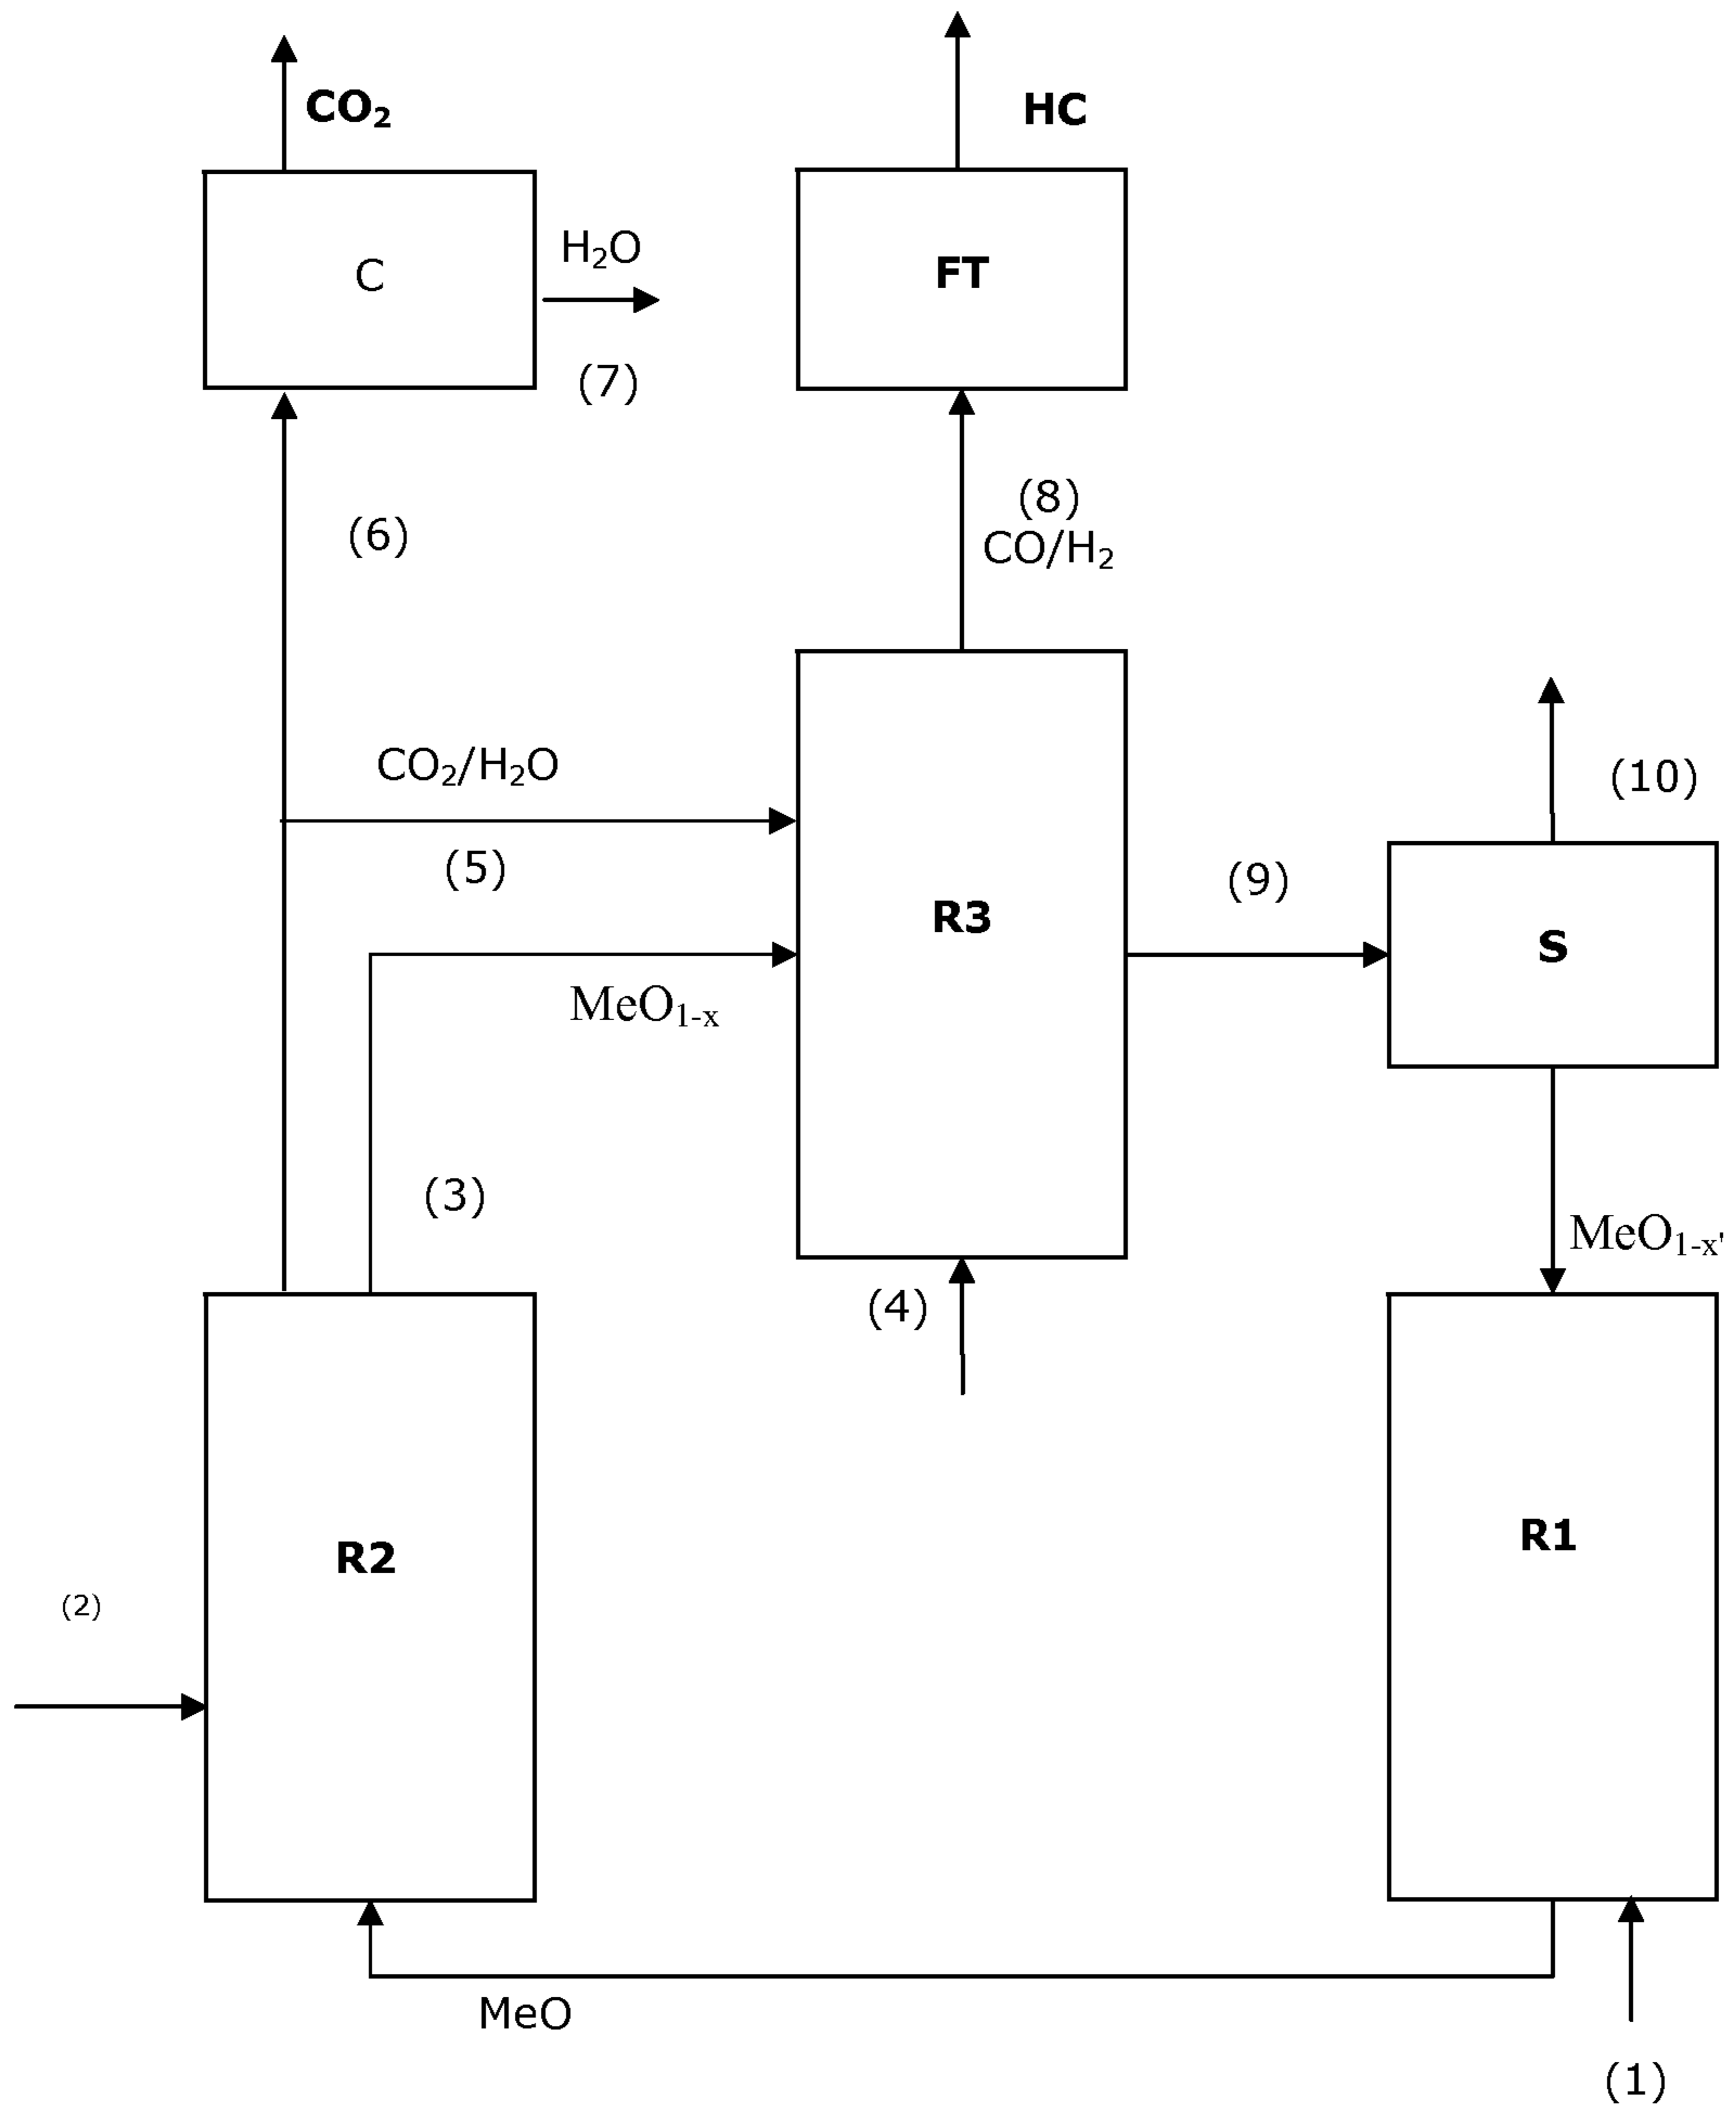 CO₂
HC
C
H₂O
(7)
FT
(6)
(8)
CO/H₂
CO₂/H₂O
(5)
R3
(9)
(10)
S
MeO₁₋ₓ
(3)
(4)
MeO₁₋ₓ'
R2
R1
(2)
MeO
(1)